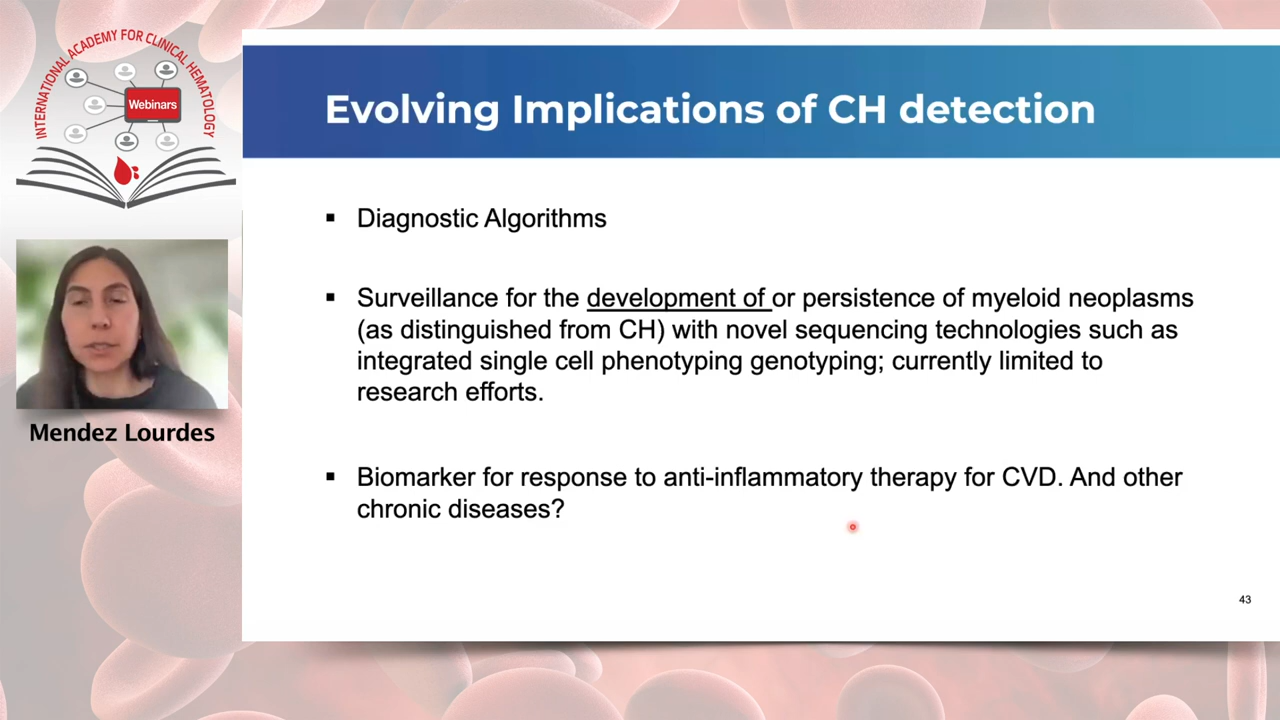 INTERNATIONAL ACADEMY FOR CLINICAL HEMATOLOGY
Webinars
Mendez Lourdes
Evolving Implications of CH detection
▪ Diagnostic Algorithms
▪ Surveillance for the development of or persistence of myeloid neoplasms
(as distinguished from CH) with novel sequencing technologies such as
integrated single cell phenotyping genotyping; currently limited to
research efforts.
▪ Biomarker for response to anti-inflammatory therapy for CVD. And other
chronic diseases?
43